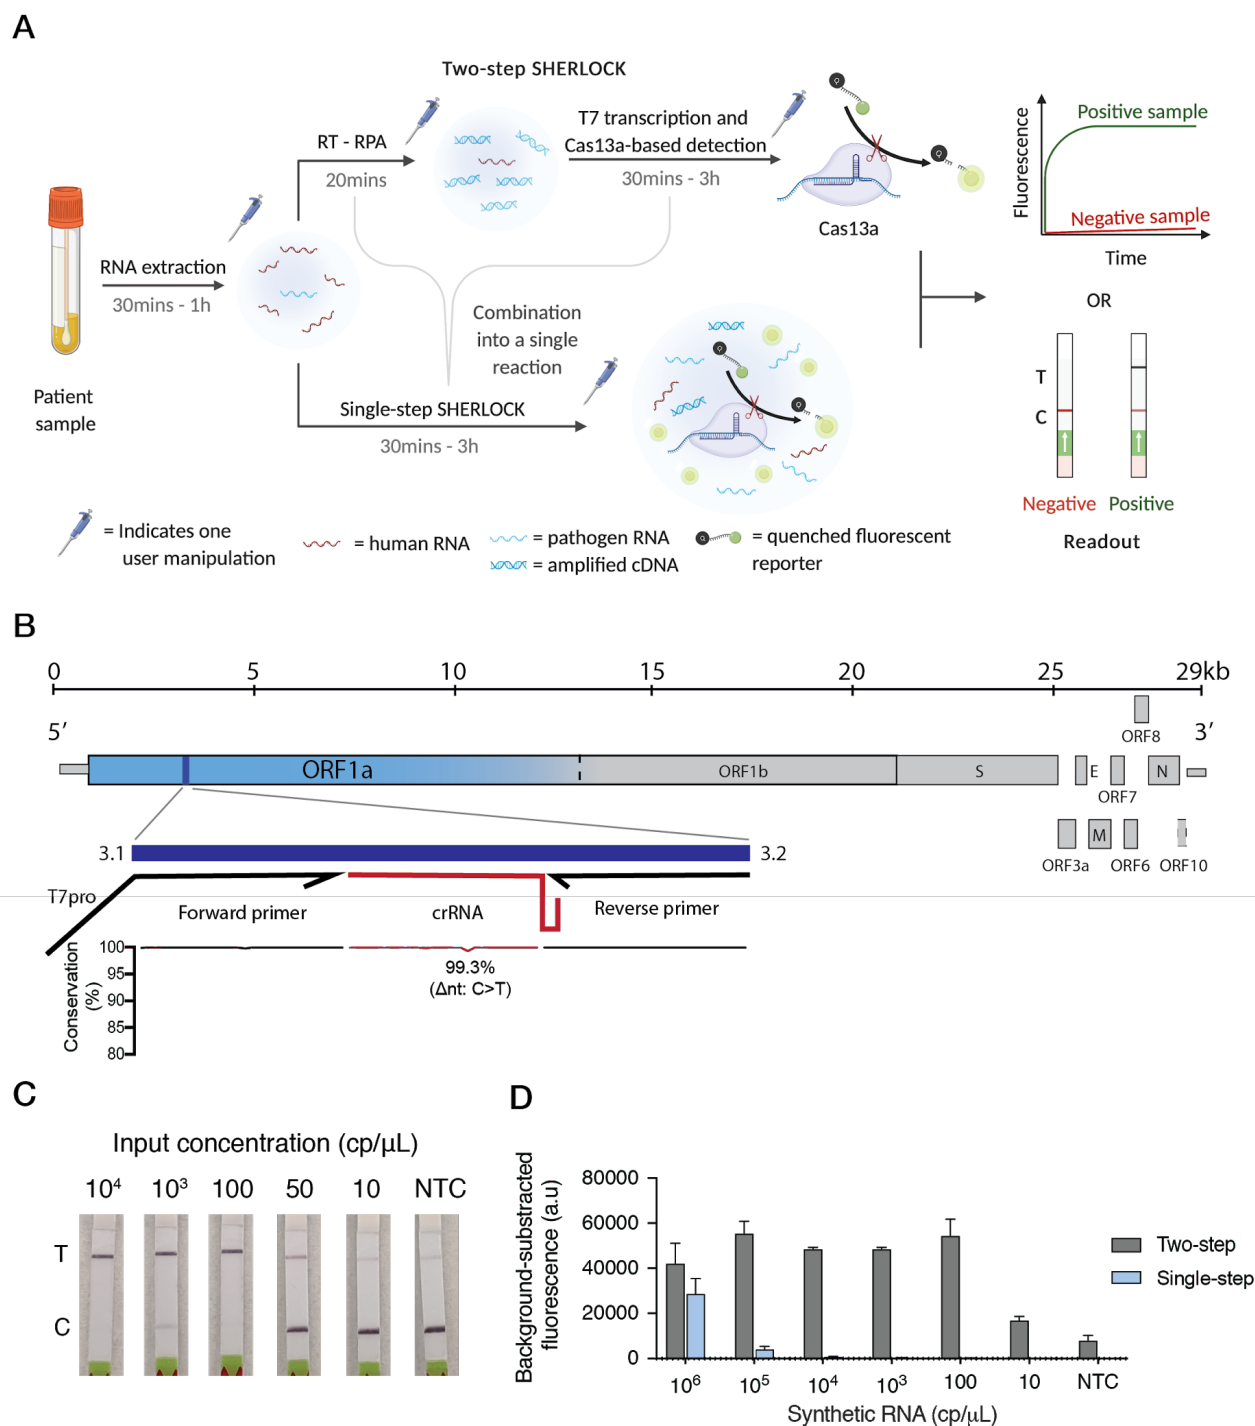 A
Two-step SHERLOCK
RT - RPA
20mins
T7 transcription and
Cas13a-based detection
30mins - 3h
Q
Q
Cas13a
Fluorescence
Positive sample
Negative sample
Time
OR
RNA extraction
30mins - 1h
Patient
sample
Combination
into a single
reaction
Single-step SHERLOCK
30mins - 3h
Q
Q
T
C
Negative Positive
Readout
= Indicates one
user manipulation
= human RNA
= pathogen RNA
= amplified cDNA
Q
= quenched fluorescent
reporter
B
0 5 10 15 20 25 29kb
5′ 3′
ORF8
ORF1a ORF1b S E N
ORF7
M
ORF3a ORF6 ORF10
3.1 3.2
T7pro
Forward primer crRNA Reverse primer
Conservation
(%)
100
95
90
85
80
99.3%
(Δnt: C>T)
C
Input concentration (cp/μL)
10⁴ 10³ 100 50 10 NTC
T
C
D
Background-substracted
fluorescence (a.u)
80000
60000
40000
20000
0
Two-step
Single-step
10⁶ 10⁵ 10⁴ 10³ 100 10 NTC
Synthetic RNA (cp/μL)